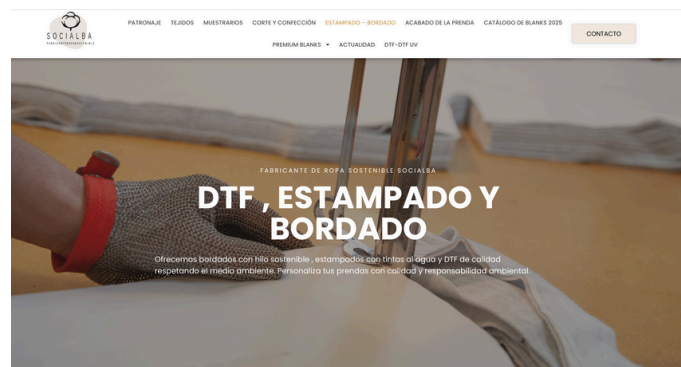 SOCIALBA
PATRONAJE TEJIDOS MUESTRARIOS CORTE Y CONFECCIÓN ESTAMPADO – BORDADO ACABADO DE LA PRENDA CATÁLOGO DE BLANKS 2025
PREMIUM BLANKS ACTUALIDAD DTF-DTF UV
CONTACTO
FABRICANTE DE ROPA SOSTENIBLE SOCIALBA
DTF , ESTAMPADO Y
BORDADO
Ofrecemos bordados con hilo sostenible , estampados con tintas al agua y DTF de calidad
respetando el medio ambiente. Personaliza tus prendas con calidad y responsabilidad ambiental